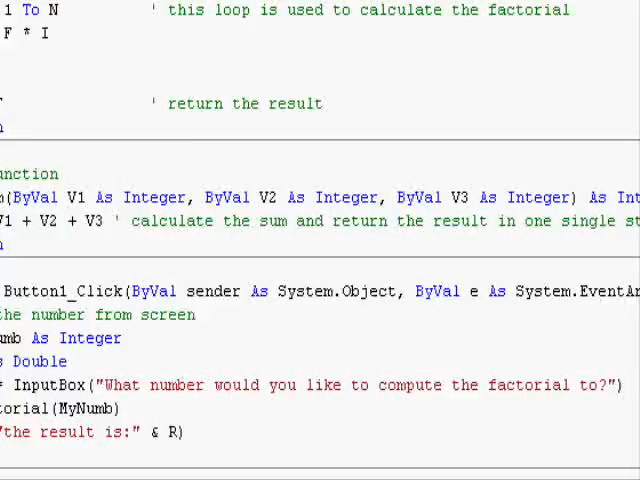 1 To N ' this loop is used to calculate the factorial
F * I
' return the result
unction
(ByVal V1 As Integer, ByVal V2 As Integer, ByVal V3 As Integer) As Int
V1 + V2 + V3 ' calculate the sum and return the result in one single st
Button1_Click(ByVal sender As System.Object, ByVal e As System.EventAr
the number from screen
umb As Integer
s Double
= InputBox("What number would you like to compute the factorial to?")
torial(MyNumb)
"the result is:" & R)